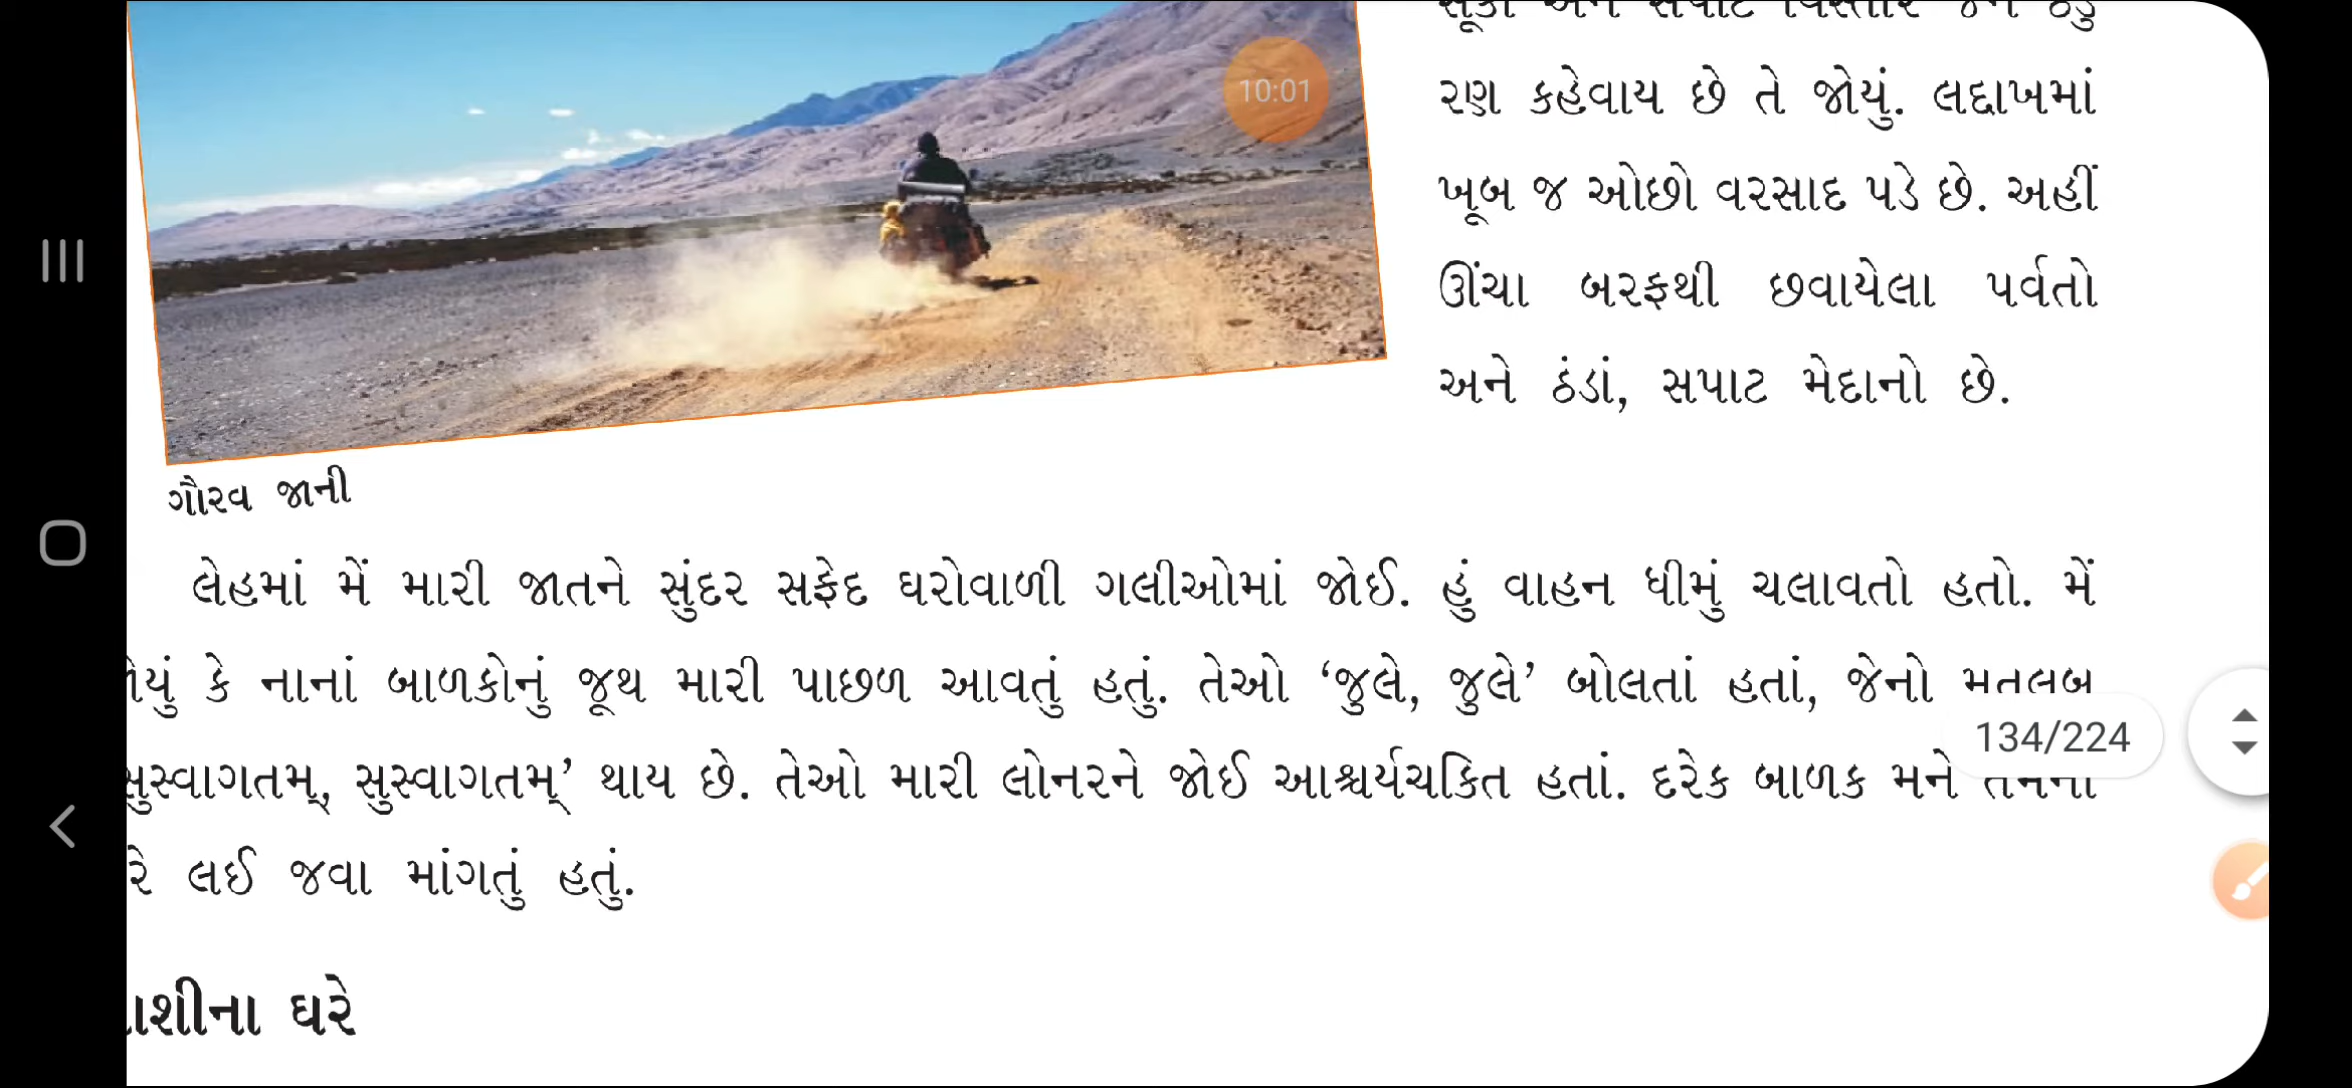 10:01
રણ કહેવાય છે તે જોયું. લદ્દાખમાં
ખૂબ જ ઓછો વરસાદ પડે છે. અહીં
ઊંચા બરફથી છવાયેલા પર્વતો
અને ઠંડાં, સપાટ મેદાનો છે.
ગૌરવ જાની
લેહમાં મેં મારી જાતને સુંદર સફેદ ઘરોવાળી ગલીઓમાં જોઈ. હું વાહન ધીમું ચલાવતો હતો. મેં
કે નાનાં બાળકોનું જૂથ મારી પાછળ આવતું હતું. તેઓ ‘જુલે, જુલે’ બોલતાં હતાં, જેનો મતલબ
સુસ્વાગતમ્, સુસ્વાગતમ્’ થાય છે. તેઓ મારી લોનરને જોઈ આશ્ચર્યચકિત હતાં. દરેક બાળક મને
લઈ જવા માંગતું હતું.
ઘરે
134/224